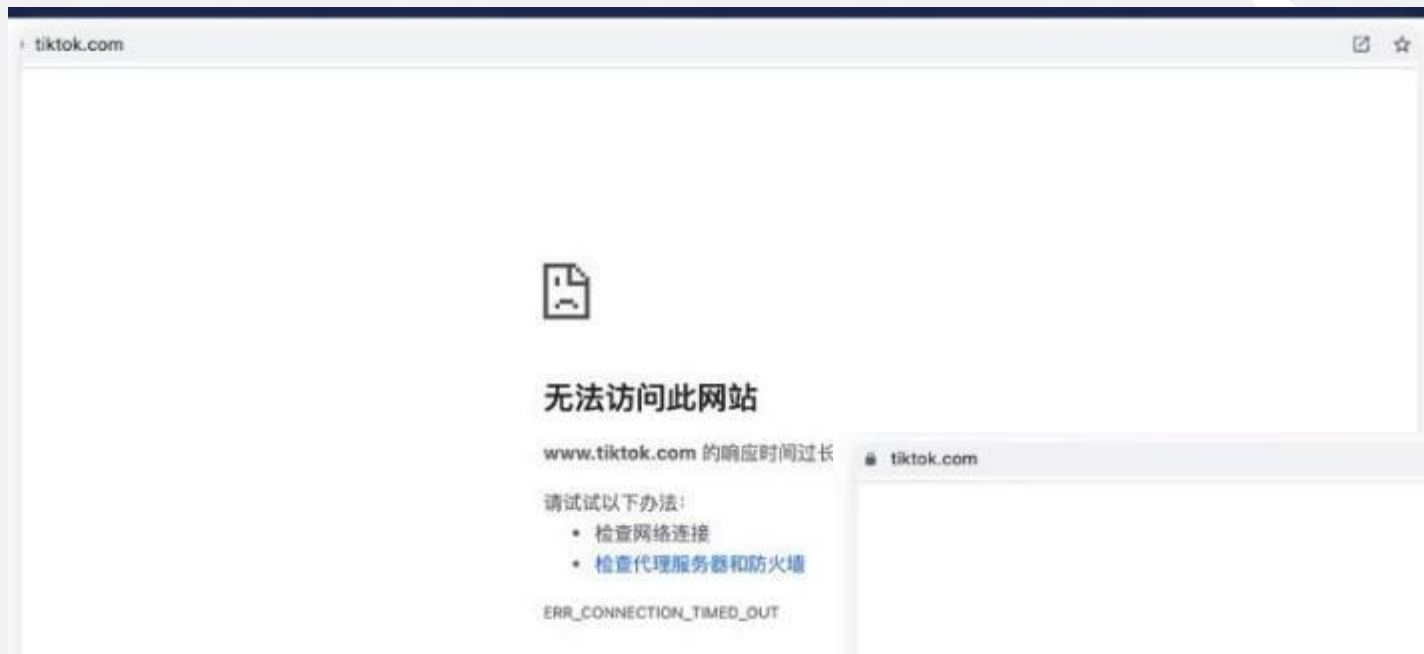 tiktok.com
无法访问此网站
www.tiktok.com 的响应时间过长
请试试以下办法：
• 检查网络连接
• 检查代理服务器和防火墙
ERR_CONNECTION_TIMED_OUT
tiktok.com